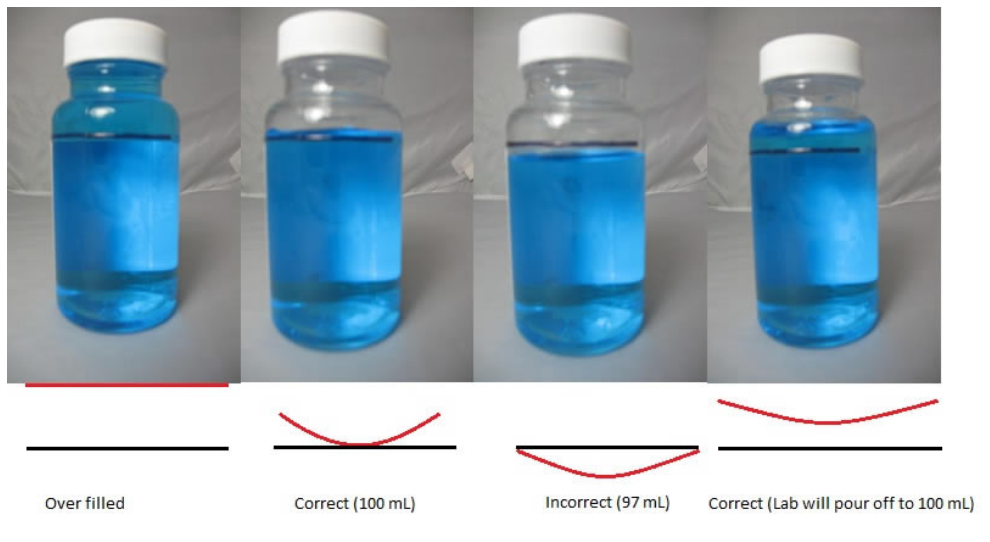 Over filled
Correct (100 mL)
Incorrect (97 mL)
Correct (Lab will pour off to 100 mL)